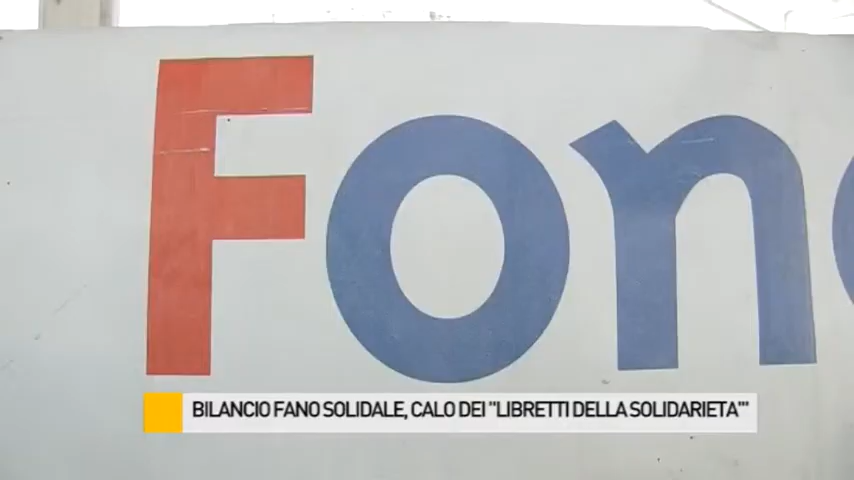 Fon
BILANCIO FANO SOLIDALE, CALO DEI "LIBRETTI DELLA SOLIDARIETA'"